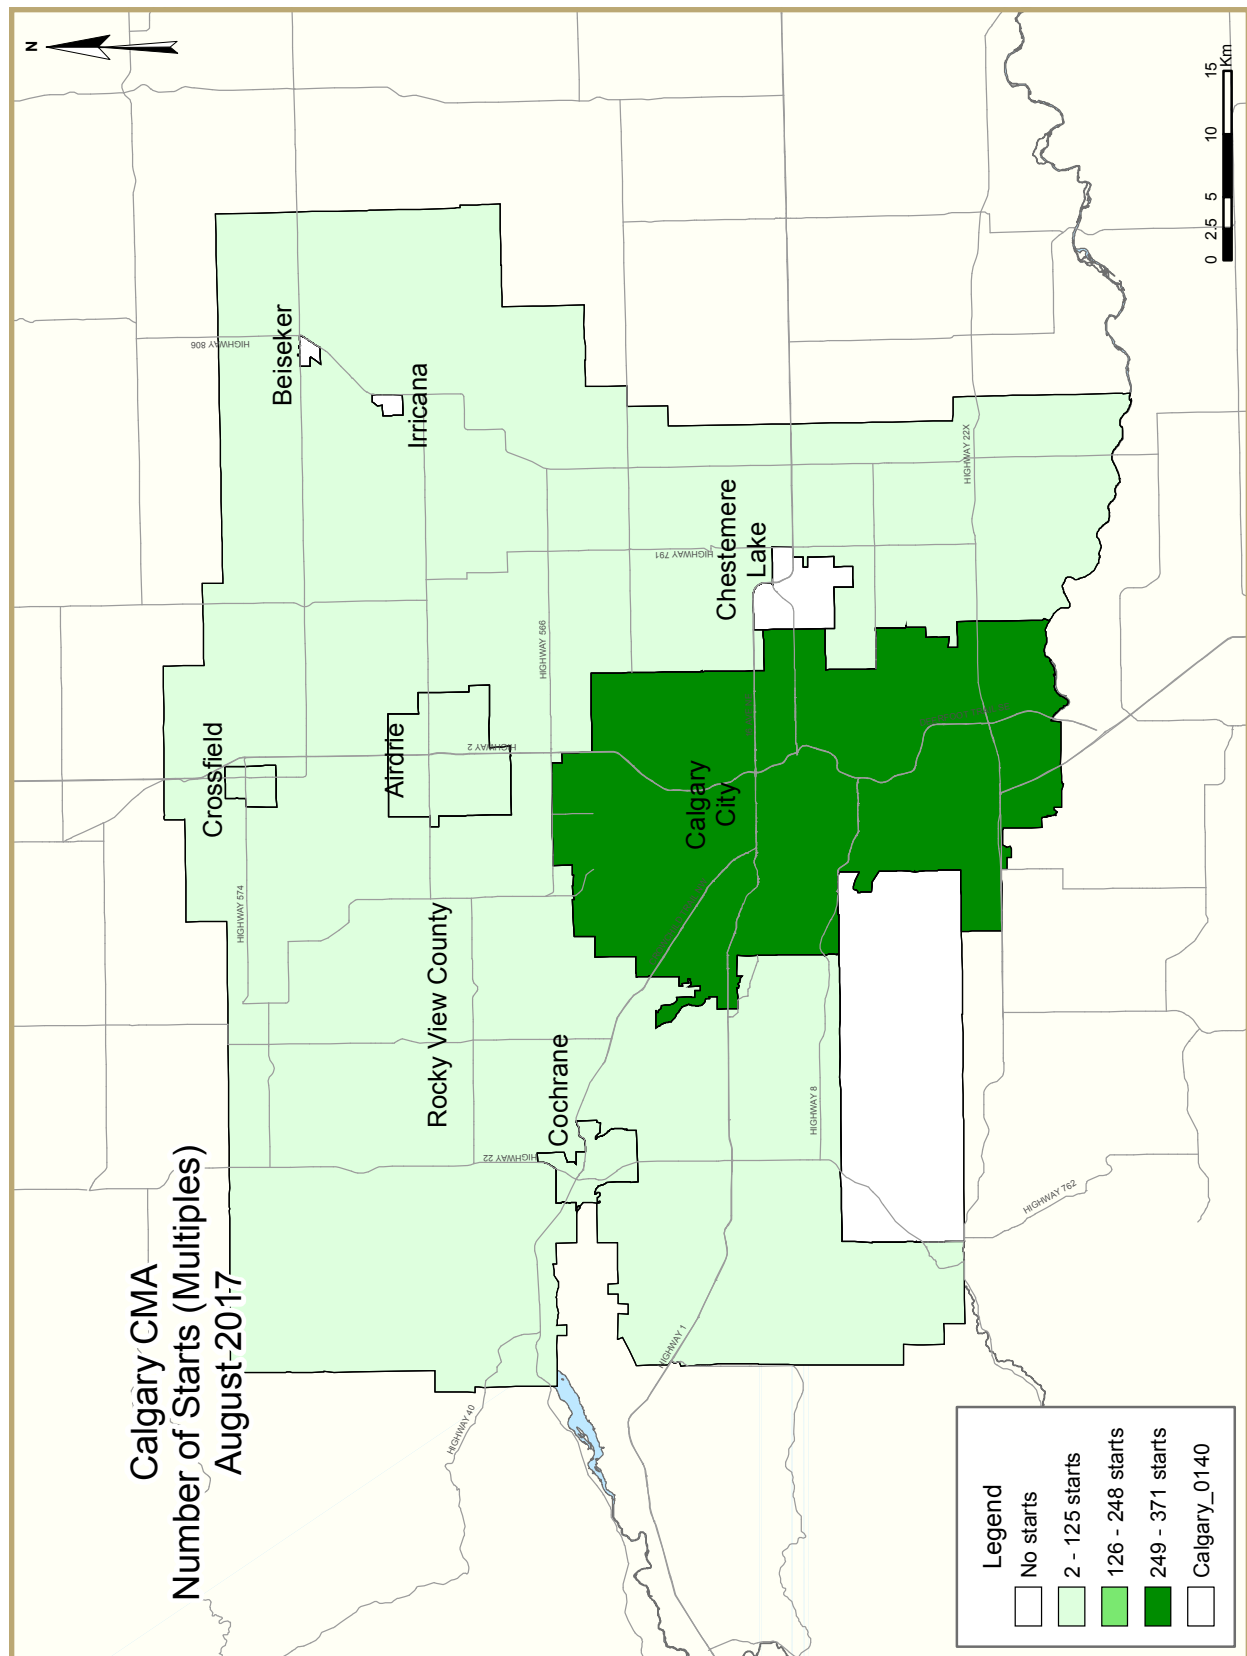 Calgary CMA
Number of Starts (Multiples)
August-2017
N
Crossfield
Beiseker
Irricana
Airdrie
Rocky View County
Cochrane
Calgary
City
Chestemere
Lake
HIGHWAY 574
HIGHWAY 806
HIGHWAY 2
HIGHWAY 566
HIGHWAY 791
HIGHWAY 22
HIGHWAY 40
HIGHWAY 1
HIGHWAY 8
HIGHWAY 22X
HIGHWAY 762
Legend
No starts
2 - 125 starts
126 - 248 starts
249 - 371 starts
Calgary_0140
0 2.5 5 10 15
Km